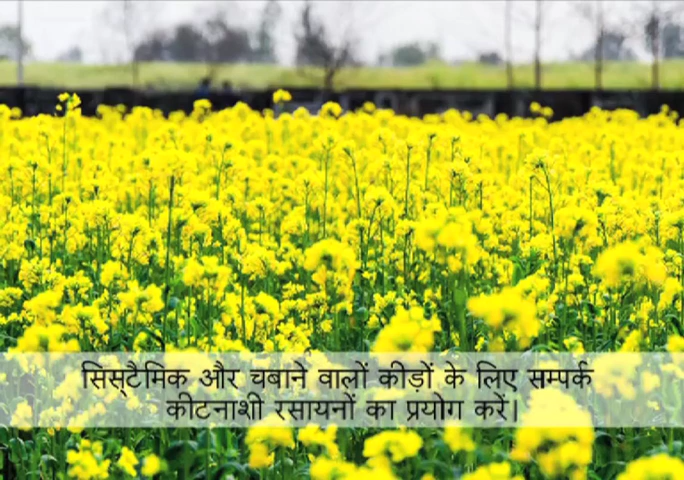 सिस्टैमिक और चबाने वालों कीड़ों के लिए सम्पर्क
कीटनाशी रसायनों का प्रयोग करें।